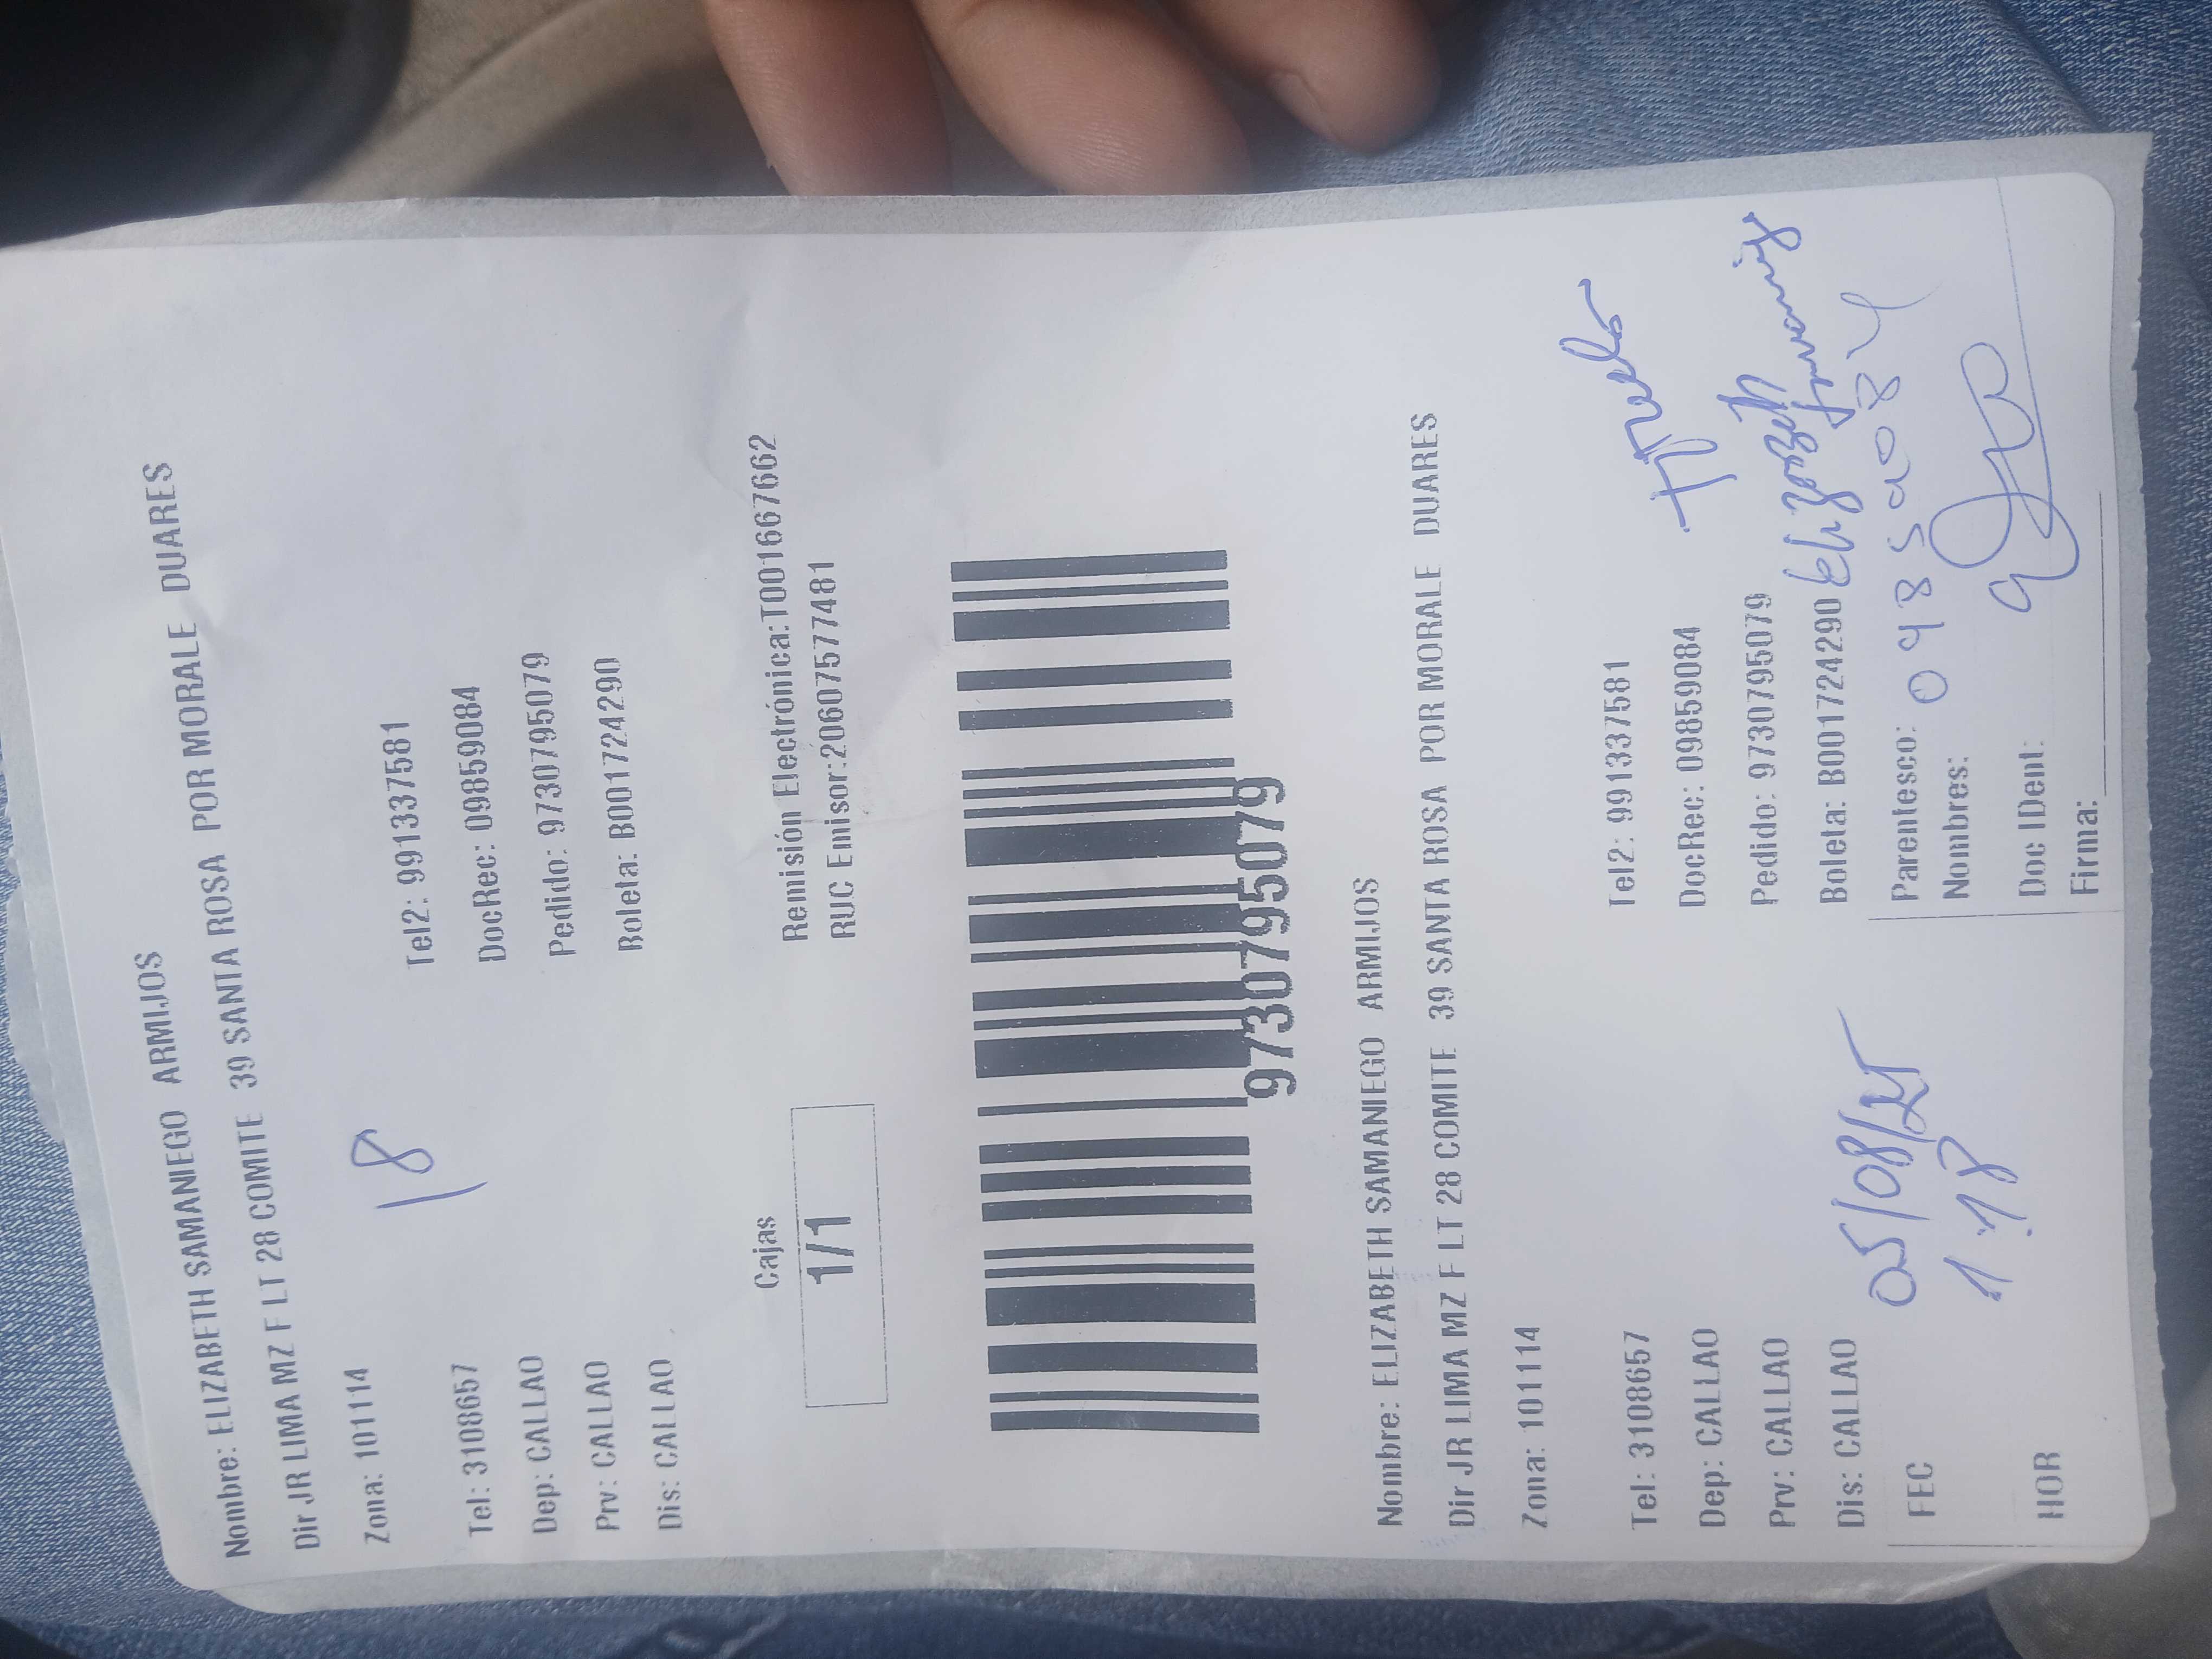 Nombre: ELIZABETH SAMANIEGO ARMIJOS
Dir JR LIMA MZ F LT 28 COMITE 39 SANTA ROSA POR MORALE DUARES
Zona: 101114
18
Tel: 3108657 Tel2: 991337581
Dep: CALLAO DocRec: 09859084
Prv: CALLAO Pedido: 9730795079
Dis: CALLAO Boleta: B001724290
Cajas
1/1
Remisión Electrónica:T001667662
RUC Emisor:20607577481
9730795079
Nombre: ELIZABETH SAMANIEGO ARMIJOS
Dir JR LIMA MZ F LT 28 COMITE 39 SANTA ROSA POR MORALE DUARES
Zona: 101114
Tel: 3108657 Tel2: 991337581
Dep: CALLAO DocRec: 09859084
Prv: CALLAO Pedido: 9730795079
Dis: CALLAO Boleta: B001724290
FEC 05/08/25
HOR 1:18
Parentesco:
Nombres: Elizabeth
Doc IDent:
Firma: